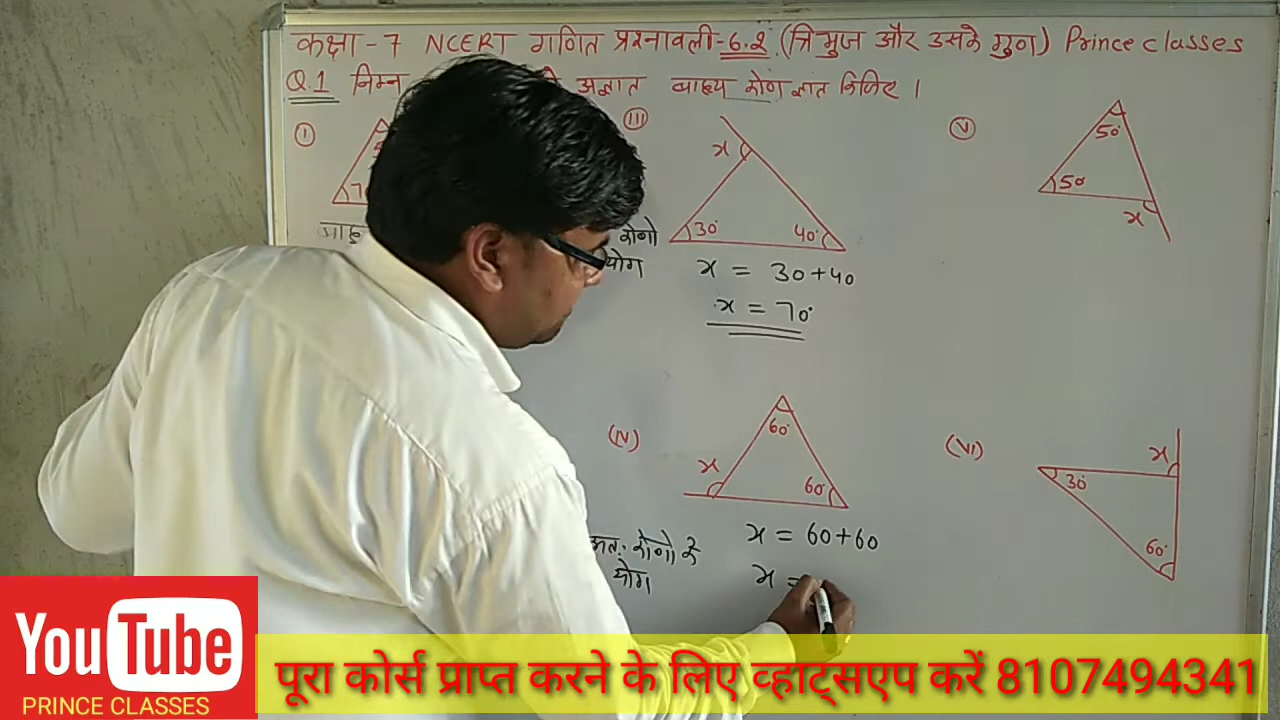 कक्षा -7 NCERT गणित प्रश्नावली-6.2 (त्रिभुज और उसके गुण) Prince classes
Q.1 निम्न अज्ञात बाह्य कोण ज्ञात किजिए ।
I
III
x
30°
40°
V
50°
50°
x
योग
x = 30+40
x = 70°
(IV)
60°
x
60°
(VI)
x
30°
60°
x = 60+60
योग
x =
YouTube
PRINCE CLASSES
पूरा कोर्स प्राप्त करने के लिए व्हाट्सएप करें 8107494341